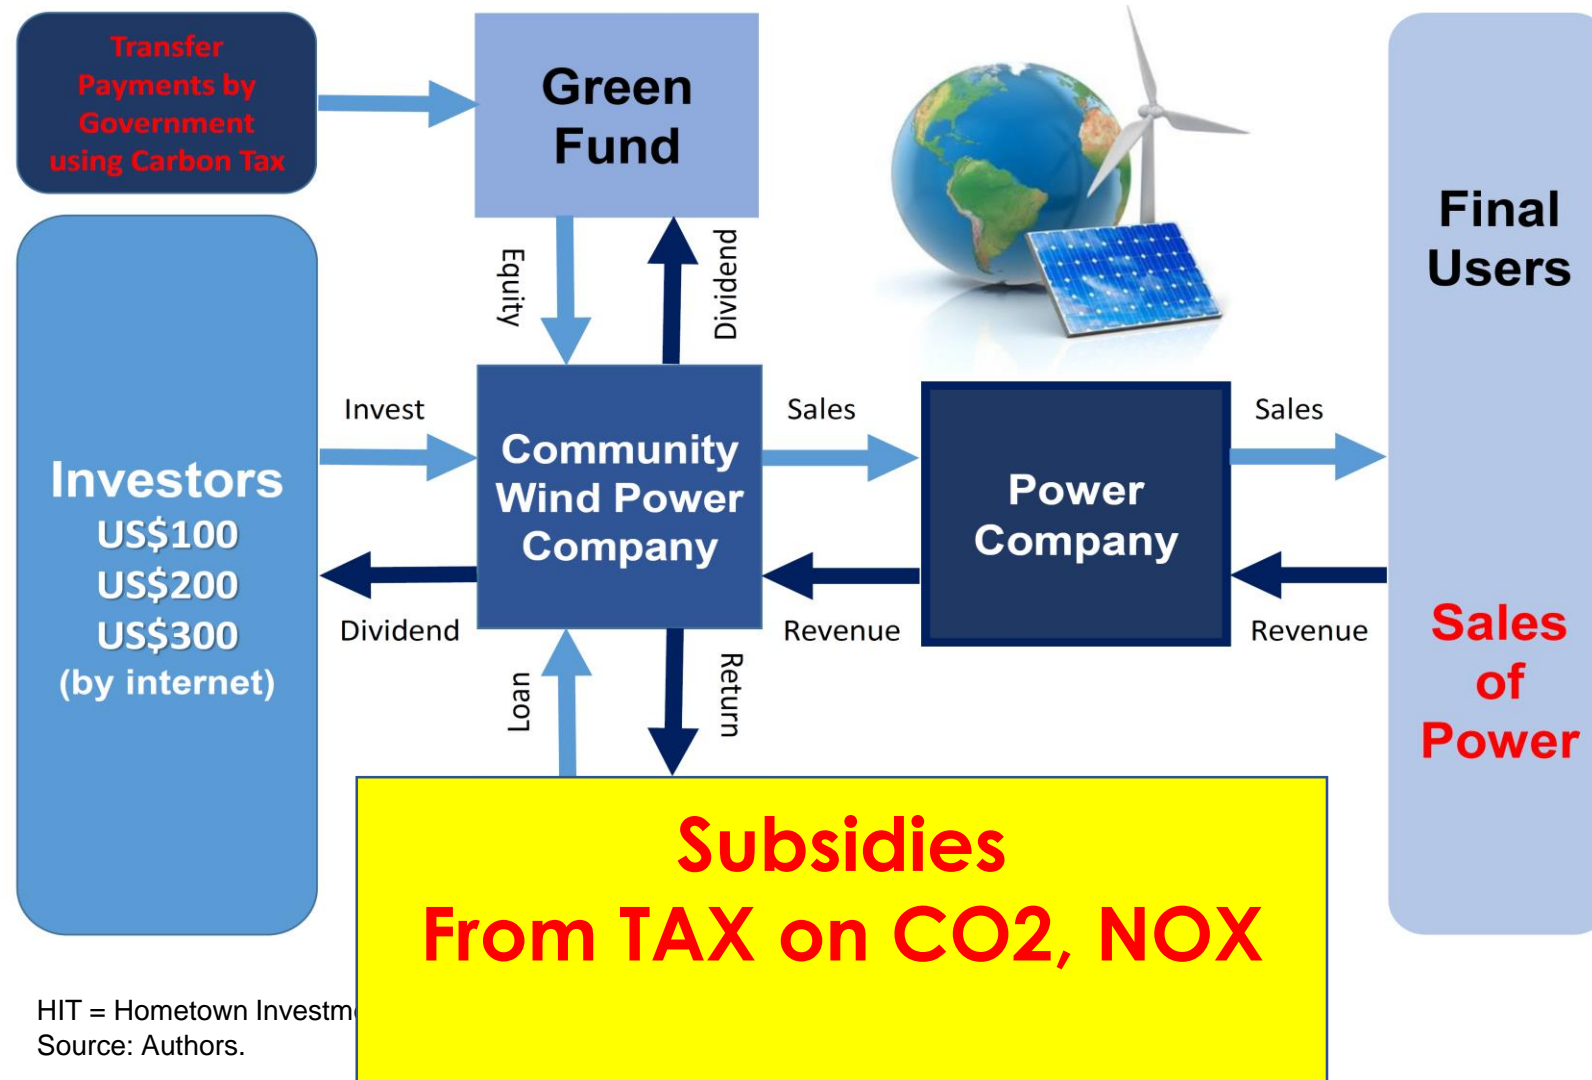 Transfer
Payments by
Government
using Carbon Tax
Green
Fund
Equity
Dividend
Final
Users
Investors
US$100
US$200
US$300
(by internet)
Invest
Dividend
Community
Wind Power
Company
Sales
Revenue
Power
Company
Sales
Revenue
Sales
of
Power
Loan
Return
Subsidies
From TAX on CO2, NOX
HIT = Hometown
Source: Authors.